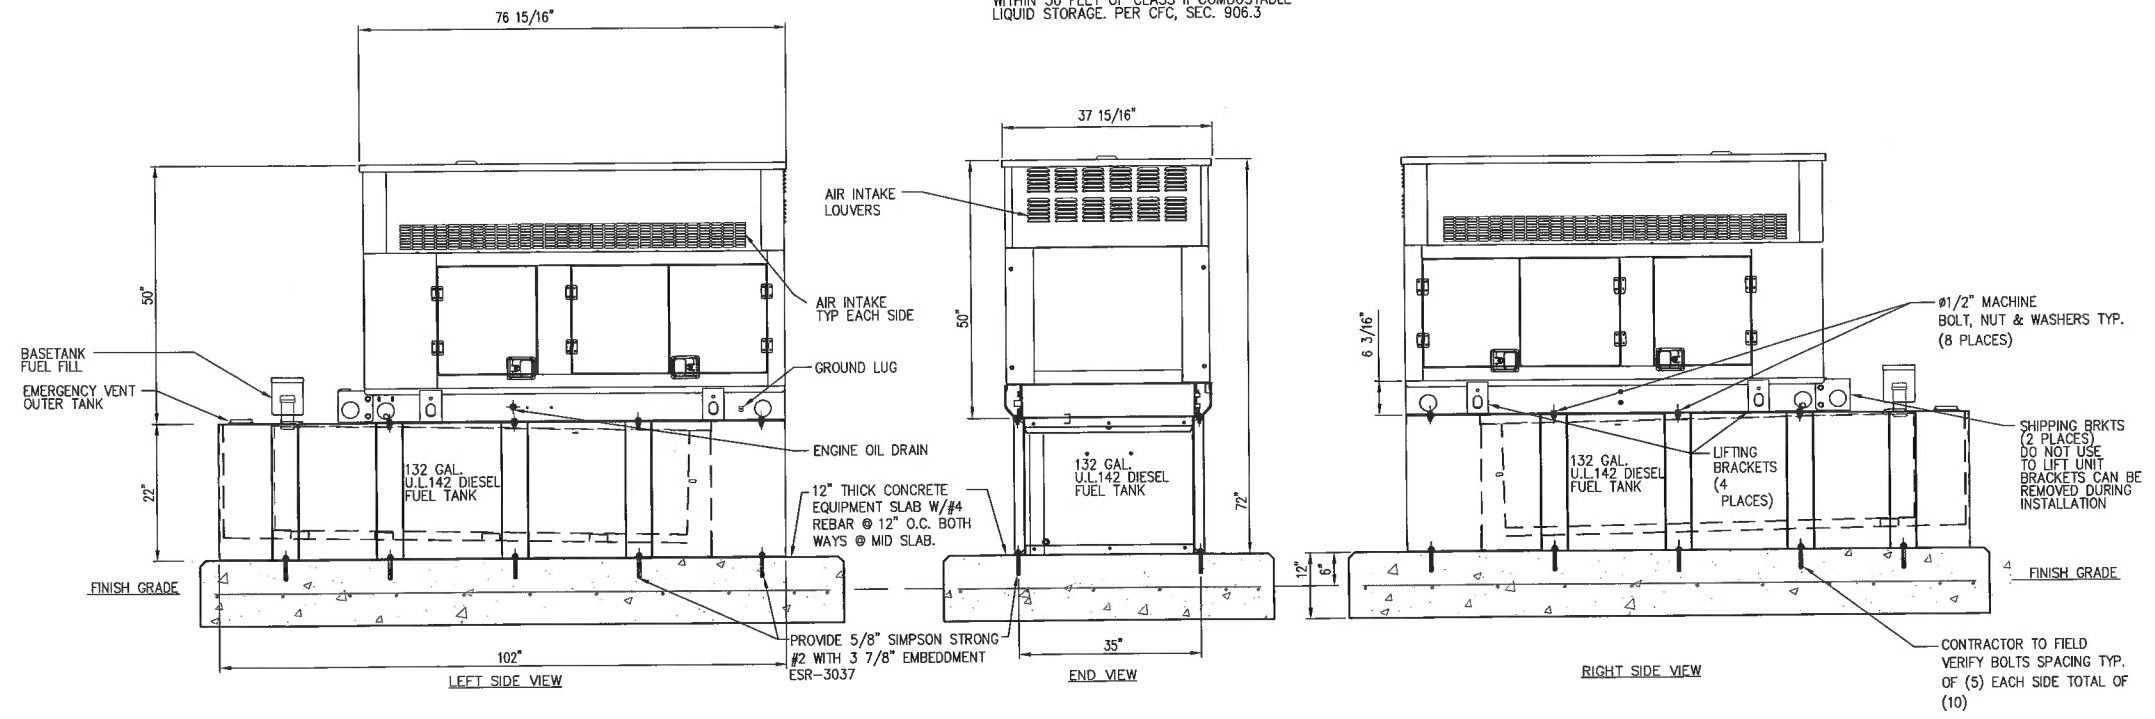 WITHIN 50 FEET OF CLASS II COMBUSTABLE
LIQUID STORAGE. PER CFC, SEC. 906.3
76 15/16"
50"
22"
BASETANK
FUEL FILL
EMERGENCY VENT
OUTER TANK
132 GAL.
U.L.142 DIESEL
FUEL TANK
FINISH GRADE
102"
LEFT SIDE VIEW
AIR INTAKE
LOUVERS
AIR INTAKE
TYP EACH SIDE
GROUND LUG
ENGINE OIL DRAIN
12" THICK CONCRETE
EQUIPMENT SLAB W/#4
REBAR @ 12" O.C. BOTH
WAYS @ MID SLAB.
PROVIDE 5/8" SIMPSON STRONG
#2 WITH 3 7/8" EMBEDDMENT
ESR-3037
37 15/16"
50"
72"
132 GAL.
U.L.142 DIESEL
FUEL TANK
35"
END VIEW
12"
6"
6 3/16"
132 GAL.
U.L.142 DIESEL
FUEL TANK
LIFTING
BRACKETS
(4
PLACES)
RIGHT SIDE VIEW
ø1/2" MACHINE
BOLT, NUT & WASHERS TYP.
(8 PLACES)
SHIPPING BRKTS
(2 PLACES)
DO NOT USE
TO LIFT UNIT
BRACKETS CAN BE
REMOVED DURING
INSTALLATION
FINISH GRADE
CONTRACTOR TO FIELD
VERIFY BOLTS SPACING TYP.
OF (5) EACH SIDE TOTAL OF
(10)